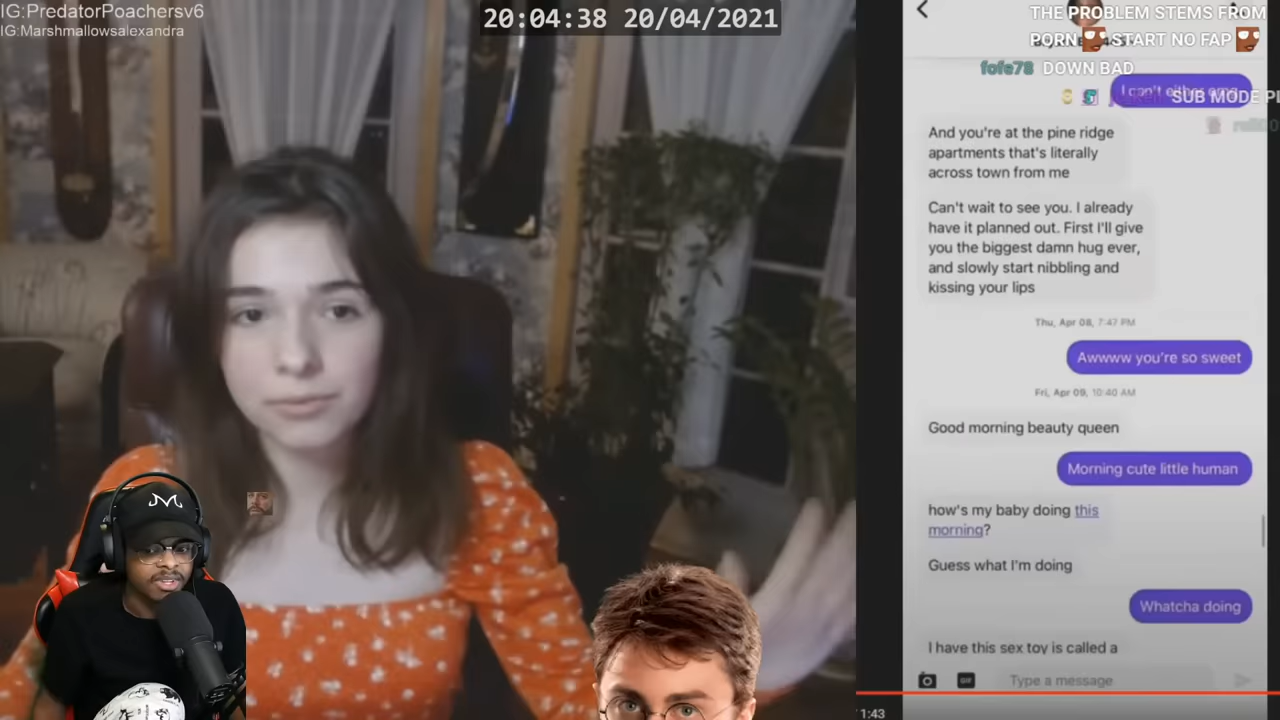 IG:PredatorPoachersv6
IG:Marshmallowsalexandra
20:04:38 20/04/2021
THE PROBLEM STEMS FROM
PORN START NO FAP
fofe78 DOWN BAD
SUB MODE
I can't either omg
And you're at the pine ridge
apartments that's literally
across town from me
Can't wait to see you. I already
have it planned out. First I'll give
you the biggest damn hug ever,
and slowly start nibbling and
kissing your lips
Thu, Apr 08, 7:47 PM
Awwww you're so sweet
Fri, Apr 09, 10:40 AM
Good morning beauty queen
Morning cute little human
how's my baby doing this
morning?
Guess what I'm doing
Whatcha doing
I have this sex toy is called a
GIF
Type a message
1:43